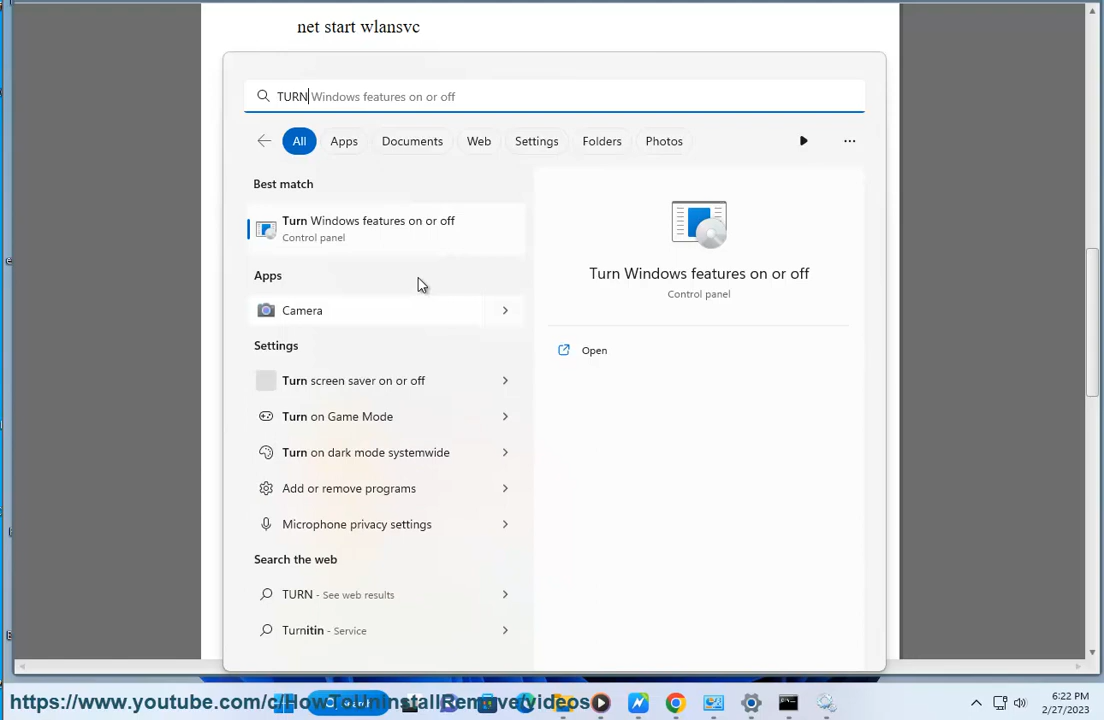 net start wlansvc
TURN Windows features on or off
All Apps Documents Web Settings Folders Photos
Best match
Turn Windows features on or off
Control panel
Apps
Camera
Settings
Turn screen saver on or off
Turn on Game Mode
Turn on dark mode systemwide
Add or remove programs
Microphone privacy settings
Search the web
TURN - See web results
Turnitin - Service
Turn Windows features on or off
Control panel
Open
https://www.youtube.com/c/HowToUninstallRemove/videos
6:22 PM
2/27/2023